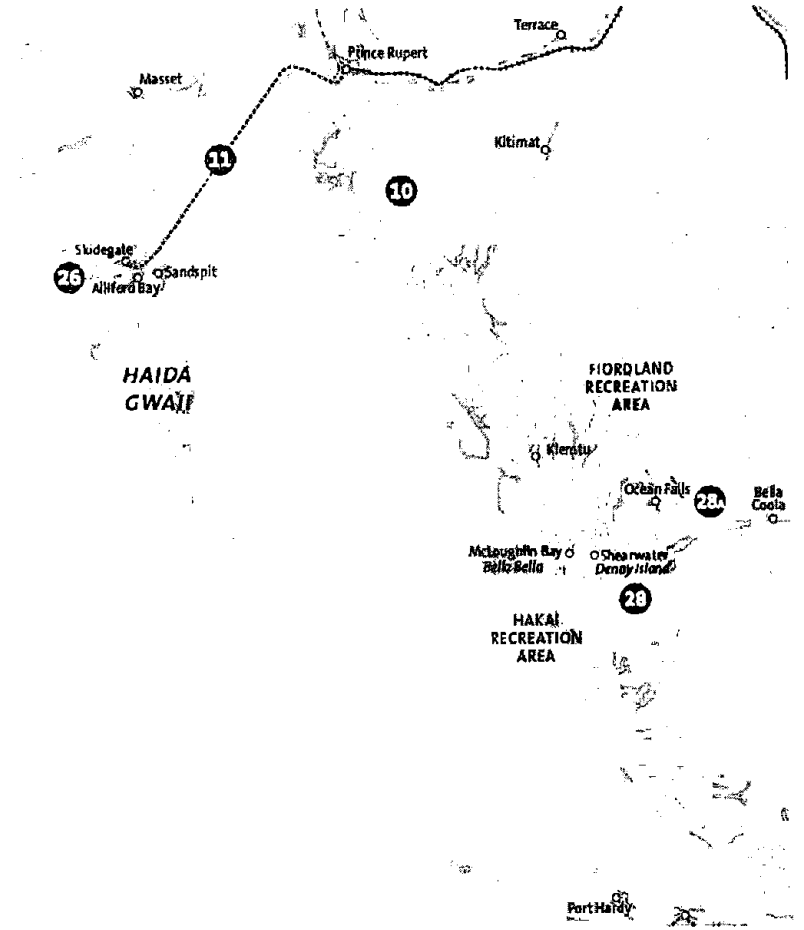 Terrace
Prince Rupert
Masset
Kitimat
11
10
Skidegate
Sandspit
26
Alliford Bay
HAIDA
GWAII
FIORDLAND
RECREATION
AREA
Klemtu
Ocean Falls
28A
Bella
Coola
McLoughlin Bay
Bella Bella
Shearwater
Denny Island
28
HAKAI
RECREATION
AREA
Port Hardy